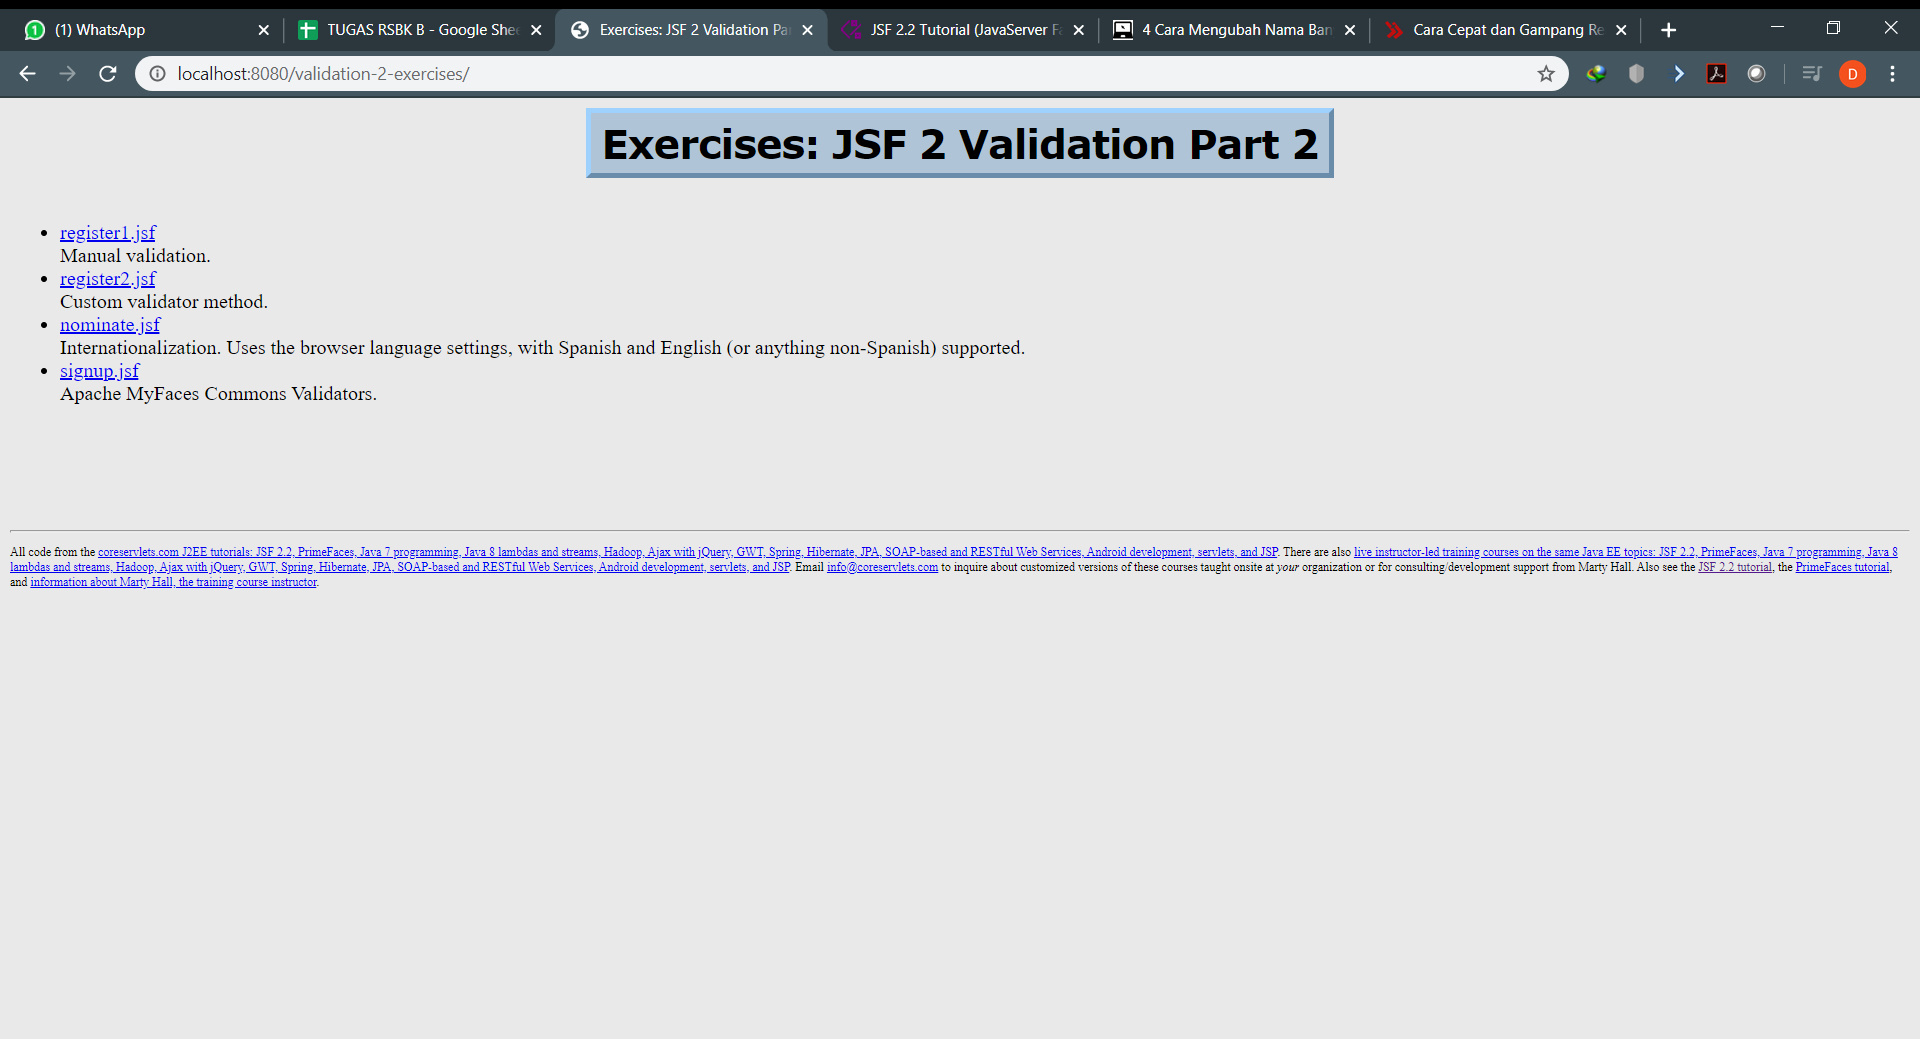 (1) WhatsApp
TUGAS RSBK B - Google Shee
Exercises: JSF 2 Validation Pa
JSF 2.2 Tutorial (JavaServer Fa
4 Cara Mengubah Nama Ban
Cara Cepat dan Gampang Re
localhost:8080/validation-2-exercises/
D
Exercises: JSF 2 Validation Part 2
• register1.jsf
Manual validation.
• register2.jsf
Custom validator method.
• nominate.jsf
Internationalization. Uses the browser language settings, with Spanish and English (or anything non-Spanish) supported.
• signup.jsf
Apache MyFaces Commons Validators.
All code from the coreservlets.com J2EE tutorials: JSF 2.2, PrimeFaces, Java 7 programming, Java 8 lambdas and streams, Hadoop, Ajax with jQuery, GWT, Spring, Hibernate, JPA, SOAP-based and RESTful Web Services, Android development, servlets, and JSP. There are also live instructor-led training courses on the same Java EE topics: JSF 2.2, PrimeFaces, Java 7 programming, Java 8
lambdas and streams, Hadoop, Ajax with jQuery, GWT, Spring, Hibernate, JPA, SOAP-based and RESTful Web Services, Android development, servlets, and JSP. Email info@coreservlets.com to inquire about customized versions of these courses taught onsite at your organization or for consulting/development support from Marty Hall. Also see the JSF 2.2 tutorial, the PrimeFaces tutorial,
and information about Marty Hall, the training course instructor.